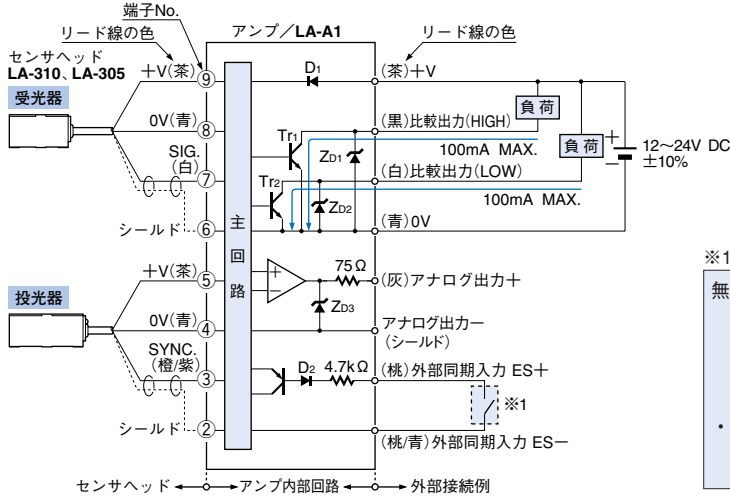 端子No.
リード線の色
アンプ/LA-A1
リード線の色
センサヘッド
LA-310、LA-305
受光器
+V(茶)
⑨
D1
(茶)+V
0V(青)
⑧
Tr1
ZD1
(黒)比較出力(HIGH)
負荷
100mA MAX.
負荷
+
−
12〜24V DC
±10%
SIG.
(白)
⑦
Tr2
ZD2
(白)比較出力(LOW)
100mA MAX.
シールド
⑥
(青)0V
主回路
投光器
+V(茶)
⑤
+
−
75Ω
(灰)アナログ出力+
ZD3
0V(青)
④
アナログ出力ー
(シールド)
SYNC.
(橙/紫)
③
D2
4.7kΩ
(桃)外部同期入力 ES+
※1
シールド
②
(桃/青)外部同期入力 ESー
センサヘッド
アンプ内部回路
外部接続例
※1
無
・